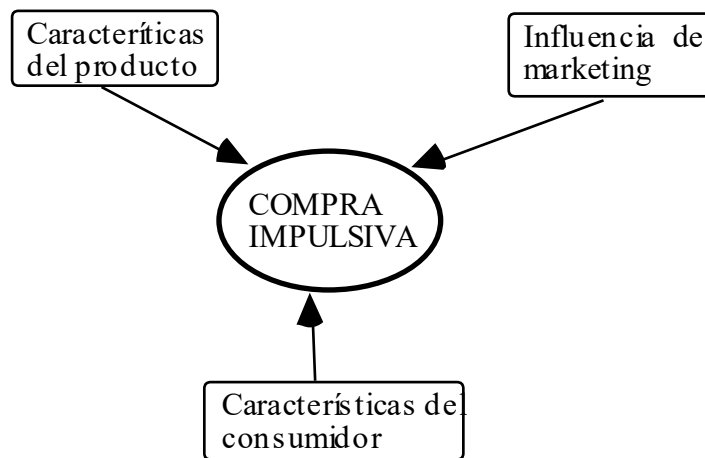 Caracteríticas
del producto
Influencia de
marketing
COMPRA
IMPULSIVA
Características del
consumidor